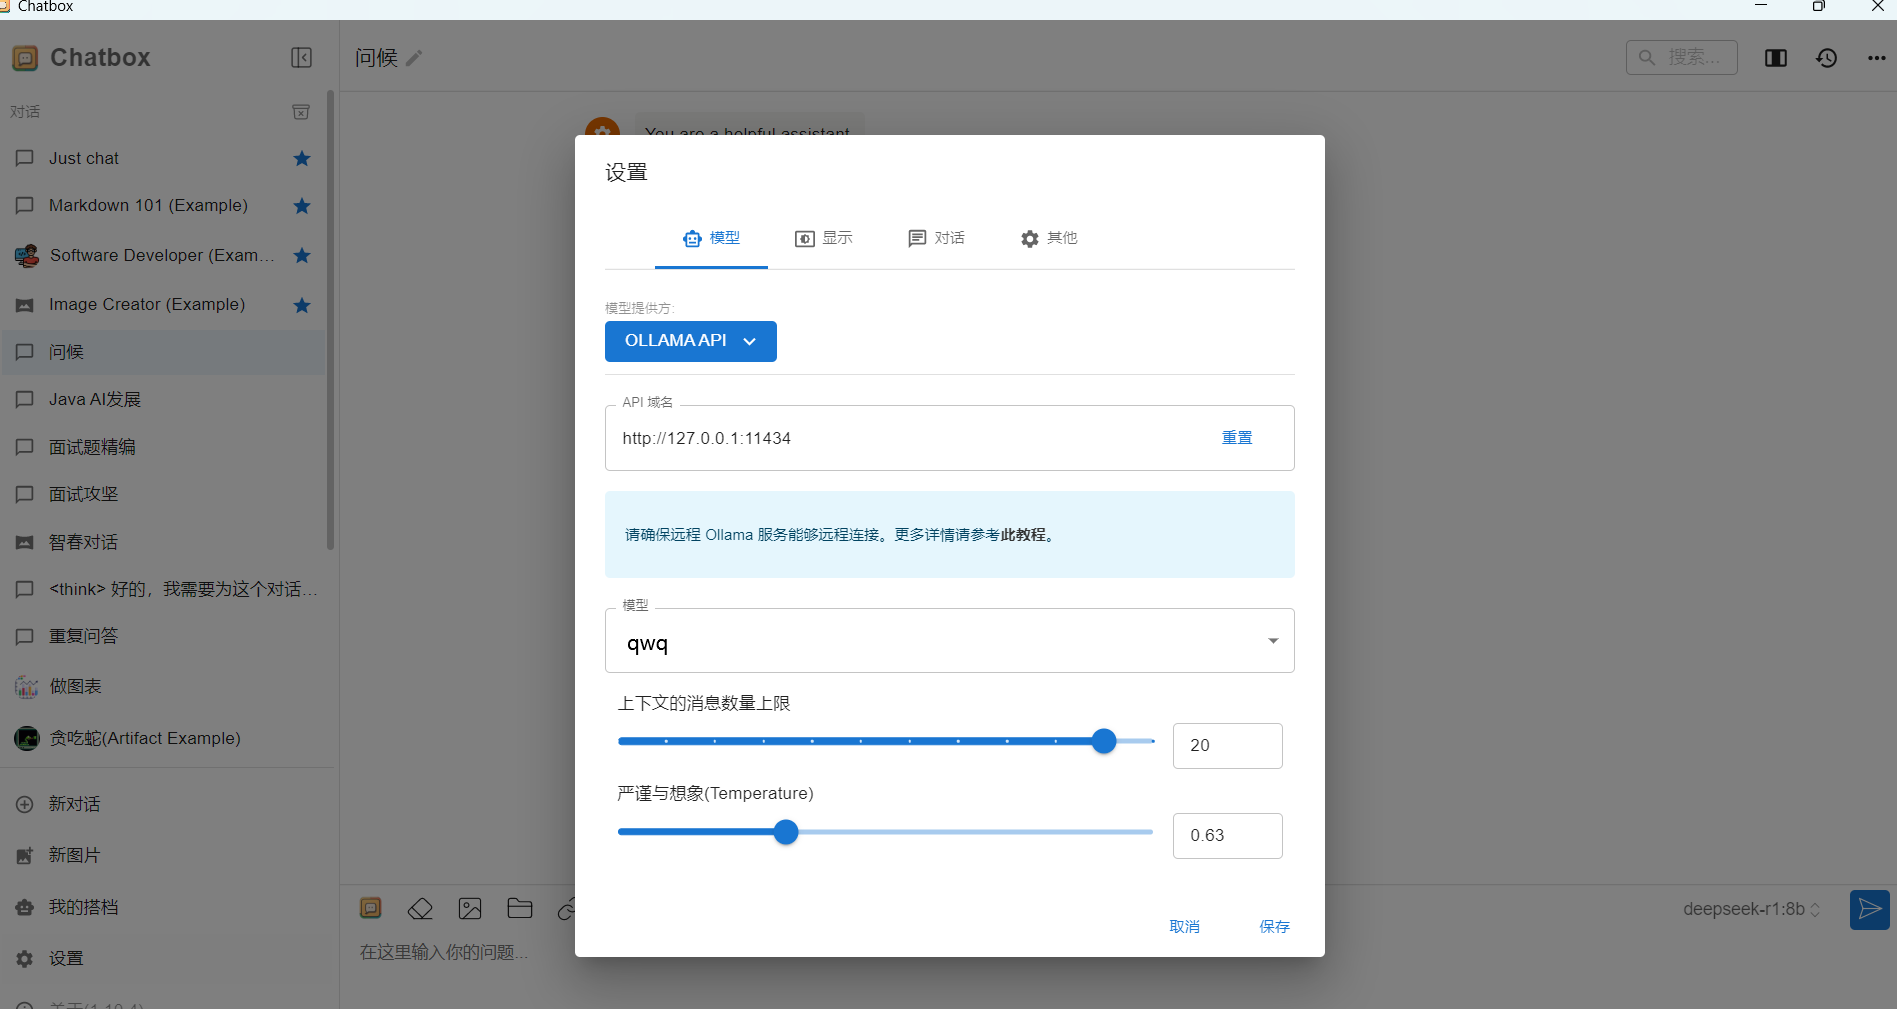 Chatbox
Chatbox
对话
Just chat
Markdown 101 (Example)
Software Developer (Exam...
Image Creator (Example)
问候
Java AI发展
面试题精编
面试攻坚
智春对话
<think> 好的，我需要为这个对话...
重复问答
做图表
贪吃蛇(Artifact Example)
新对话
新图片
我的搭档
设置
关于(1.10.4)
问候
搜索...
You are a helpful assistant
设置
模型
显示
对话
其他
模型提供方:
OLLAMA API
API 域名
http://127.0.0.1:11434
重置
请确保远程 Ollama 服务能够远程连接。更多详情请参考此教程。
模型
qwq
上下文的消息数量上限
20
严谨与想象(Temperature)
0.63
取消
保存
deepseek-r1:8b
在这里输入你的问题...